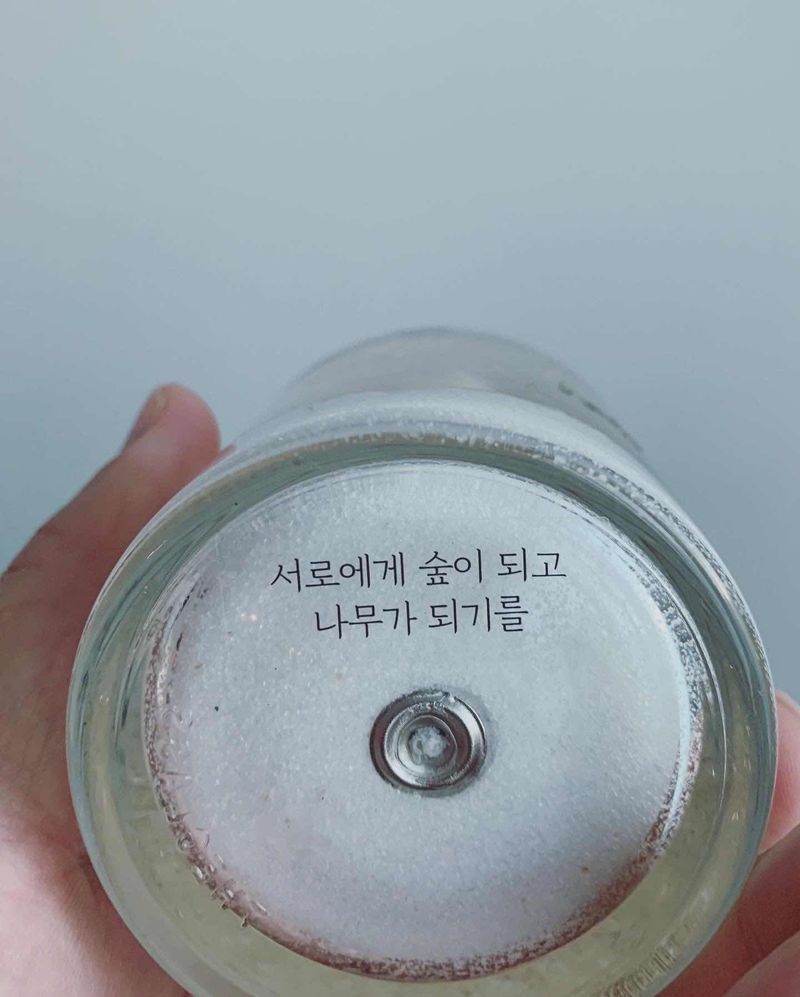 서로에게 숲이 되고
나무가 되기를